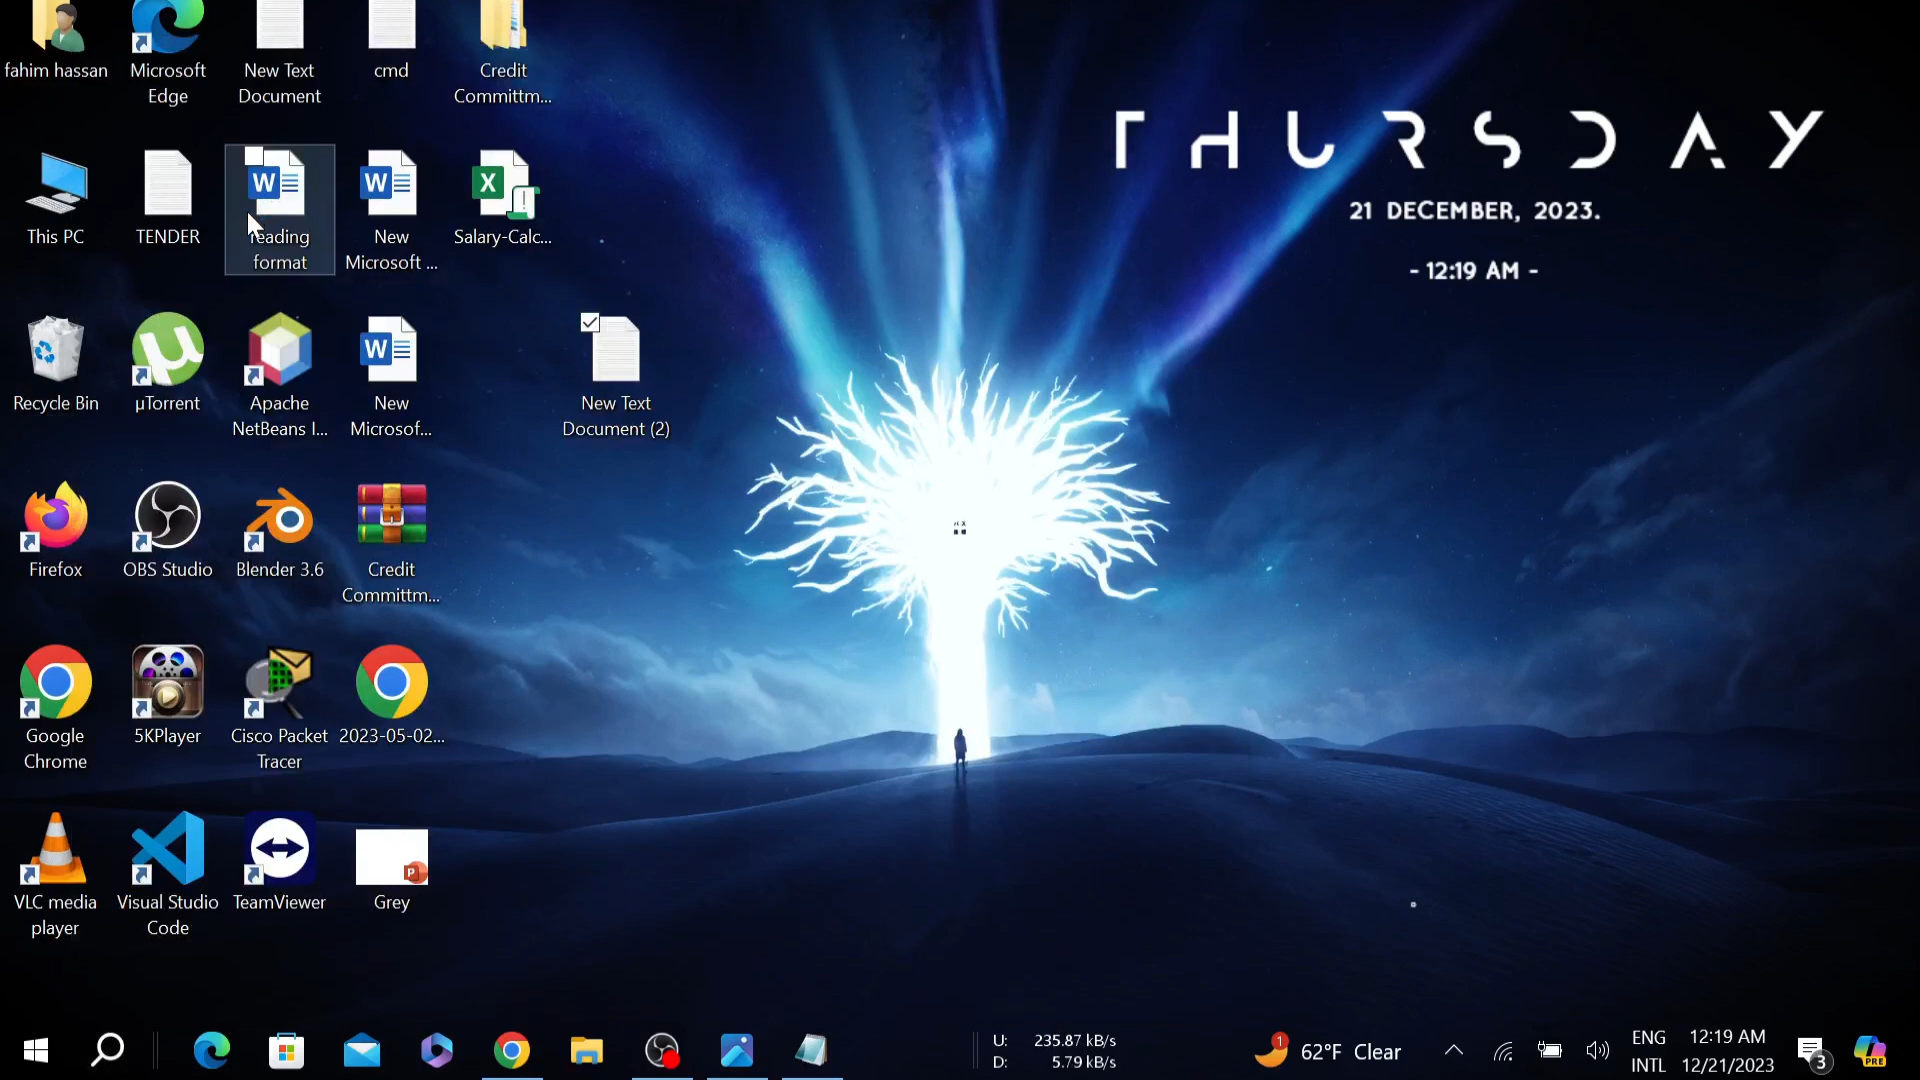 fahim hassan
Microsoft
Edge
New Text
Document
cmd
Credit
Committm...
THURSDAY
21 DECEMBER, 2023.
- 12:19 AM -
This PC
TENDER
reading
format
New
Microsoft ...
Salary-Calc...
Recycle Bin
µTorrent
Apache
NetBeans I...
New
Microsof...
New Text
Document (2)
Firefox
OBS Studio
Blender 3.6
Credit
Committm...
Google
Chrome
5KPlayer
Cisco Packet
Tracer
2023-05-02...
VLC media
player
Visual Studio
Code
TeamViewer
Grey
U: 235.87 kB/s
D: 5.79 kB/s
1
62°F Clear
ENG
INTL
12:19 AM
12/21/2023
3
PRE